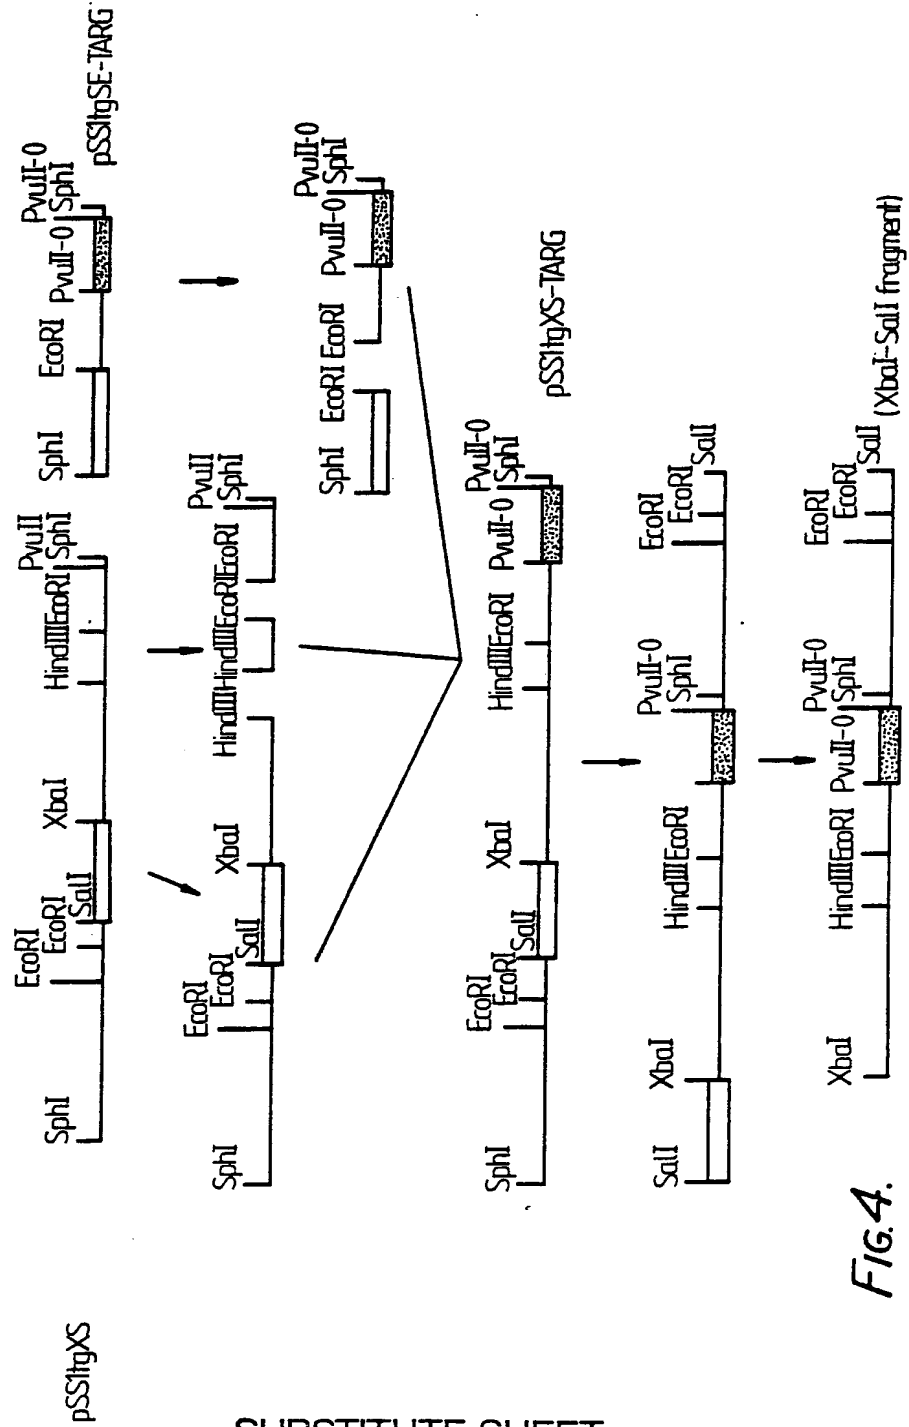 pSS1tgXS
SphI EcoRI EcoRI SalI XbaI HindIII EcoRI PvuII SphI
SphI EcoRI PvuII-0 PvuII-0 SphI
pSS1tgSE-TARG
SphI EcoRI EcoRI SalI XbaI HindIII HindIII EcoRI EcoRI PvuII SphI
SphI EcoRI EcoRI PvuII-0 PvuII-0 SphI
SphI EcoRI EcoRI SalI XbaI HindIII EcoRI PvuII-0 PvuII-0 SphI
pSS1tgXS-TARG
SalI XbaI HindIII EcoRI PvuII-0 SphI EcoRI EcoRI SalI
XbaI HindIII EcoRI PvuII-0 PvuII-0 SphI EcoRI EcoRI SalI
(XbaI-SalI fragment)
FIG. 4.
SUBSTITUTE SHEET